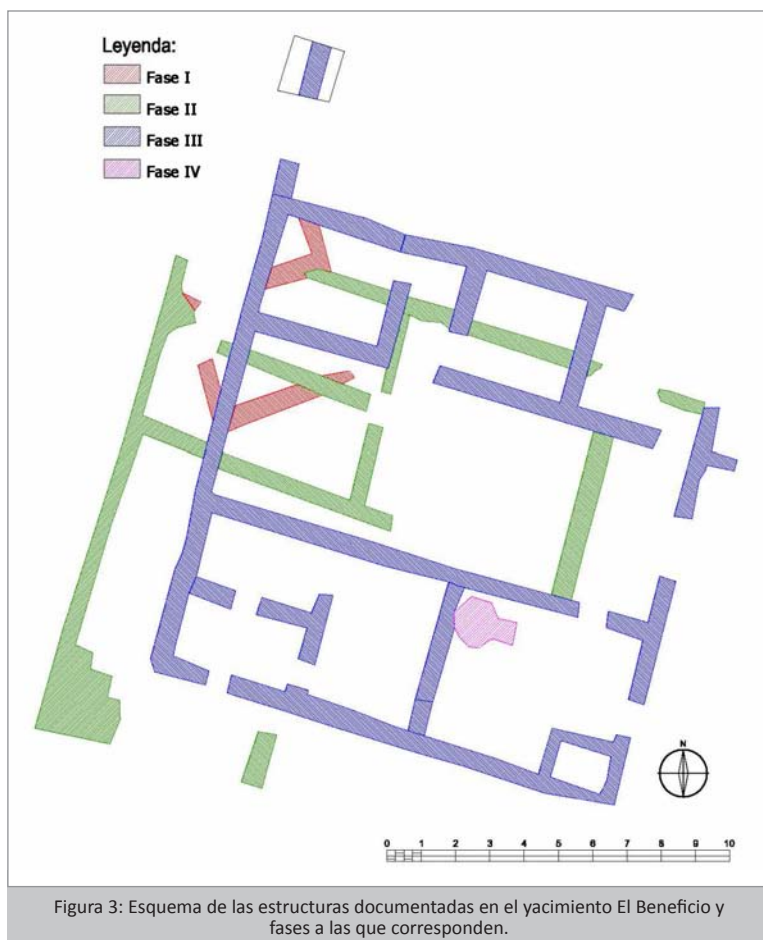 Leyenda:
Fase I
Fase II
Fase III
Fase IV
N
0 1 2 3 4 5 6 7 8 9 10
Figura 3: Esquema de las estructuras documentadas en el yacimiento El Beneficio y
fases a las que corresponden.